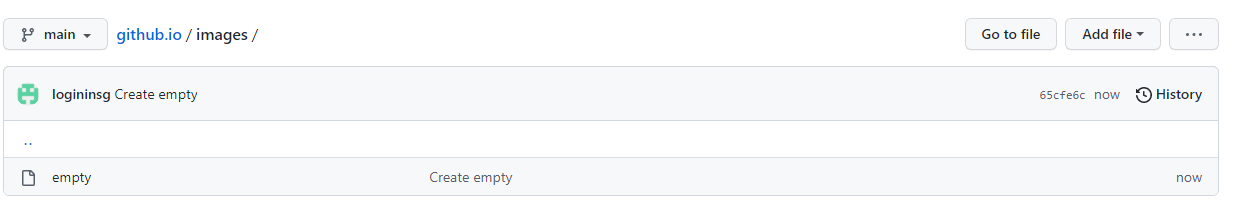 main github.io / images / Go to file Add file ...
logininsg Create empty 65cfe6c now History
..
empty Create empty now